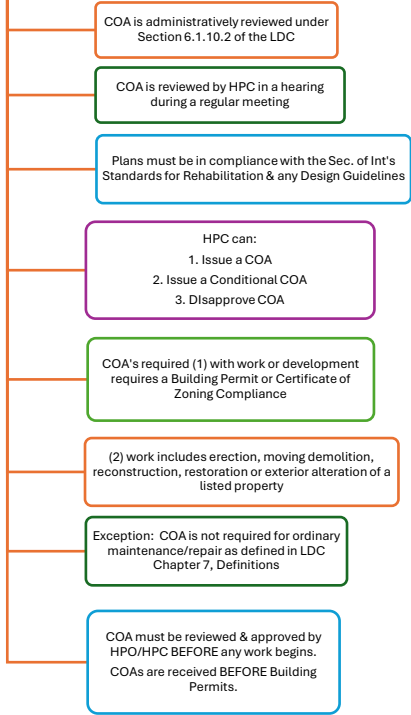 COA is administratively reviewed under
Section 6.1.10.2 of the LDC
COA is reviewed by HPC in a hearing
during a regular meeting
Plans must be in compliance with the Sec. of Int's
Standards for Rehabilitation & any Design Guidelines
HPC can:
1. Issue a COA
2. Issue a Conditional COA
3. DIsapprove COA
COA's required (1) with work or development
requires a Building Permit or Certificate of
Zoning Compliance
(2) work includes erection, moving demolition,
reconstruction, restoration or exterior alteration of a
listed property
Exception:  COA is not required for ordinary
maintenance/repair as defined in LDC
Chapter 7, Definitions
COA must be reviewed & approved by
HPO/HPC BEFORE any work begins.
COAs are received BEFORE Building
Permits.